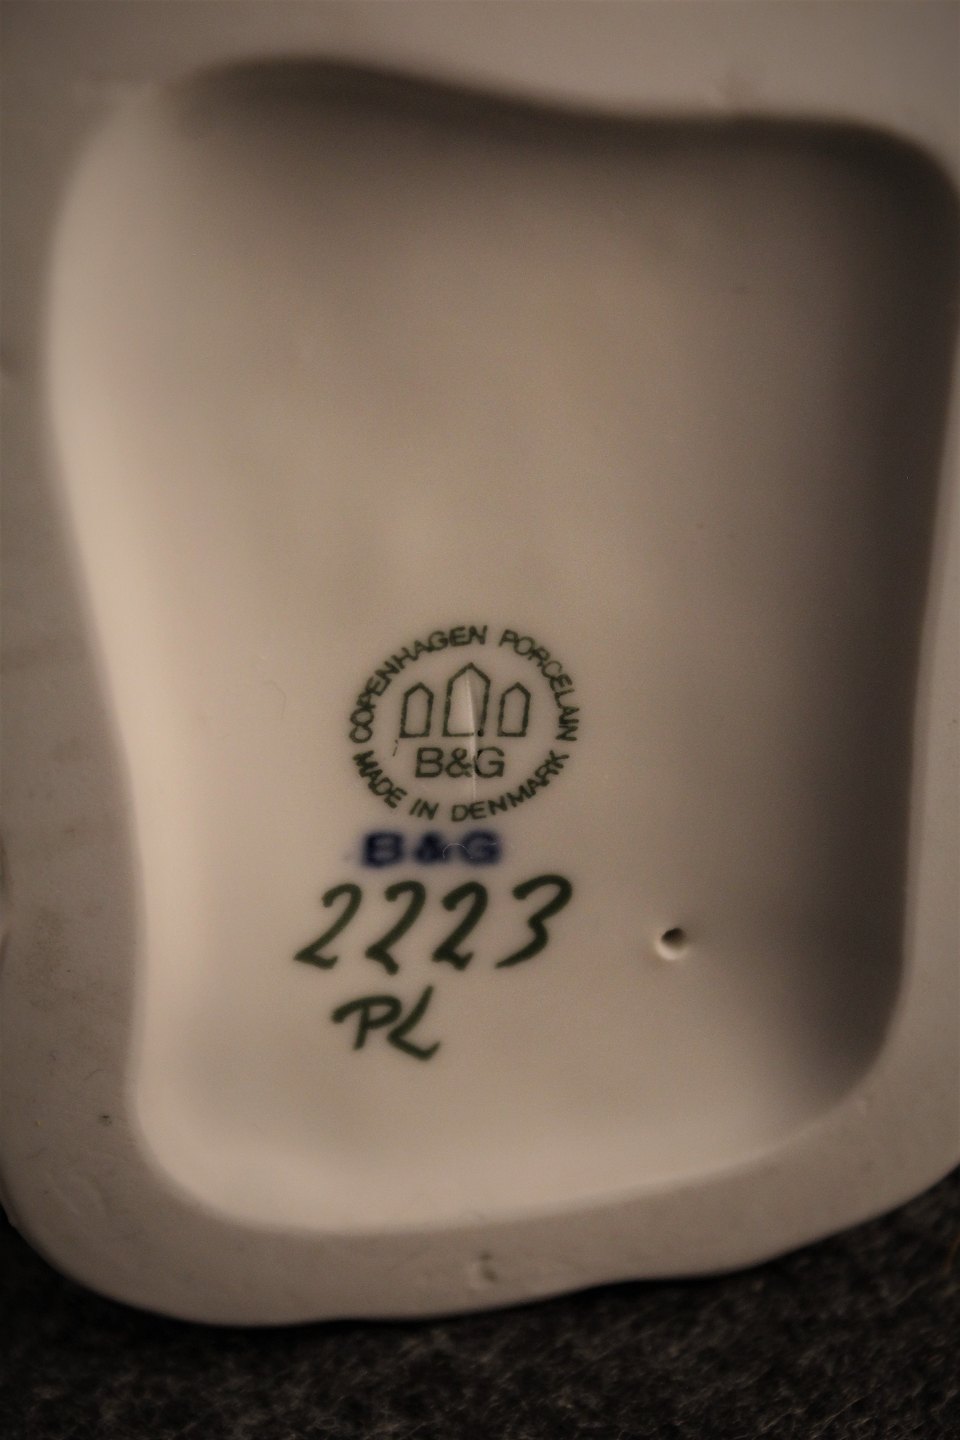 COPENHAGEN PORCELAIN
B&G
MADE IN DENMARK
B&G
2223
PL